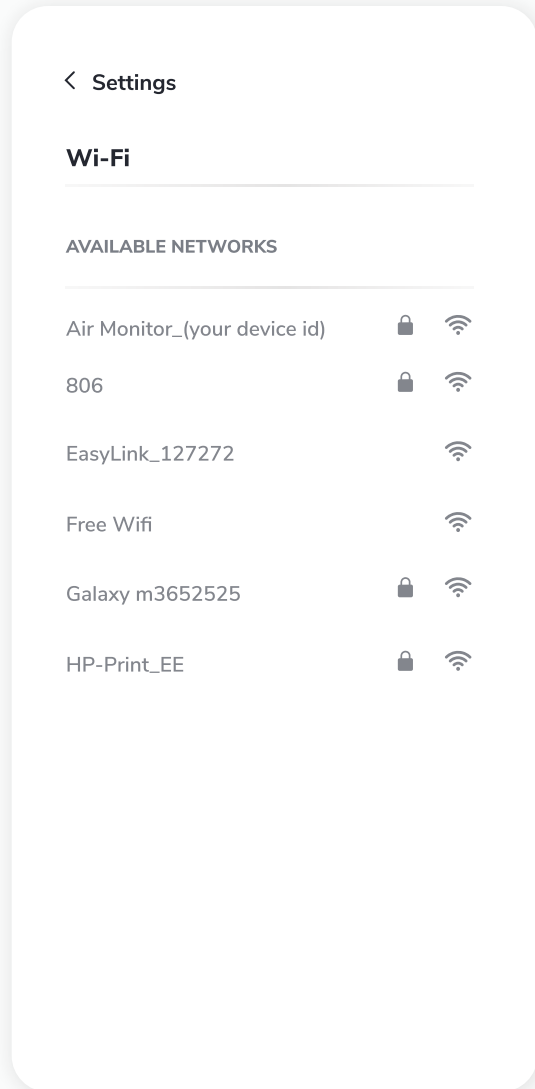 Settings
Wi-Fi
AVAILABLE NETWORKS
Air Monitor_(your device id)
806
EasyLink_127272
Free Wifi
Galaxy m3652525
HP-Print_EE